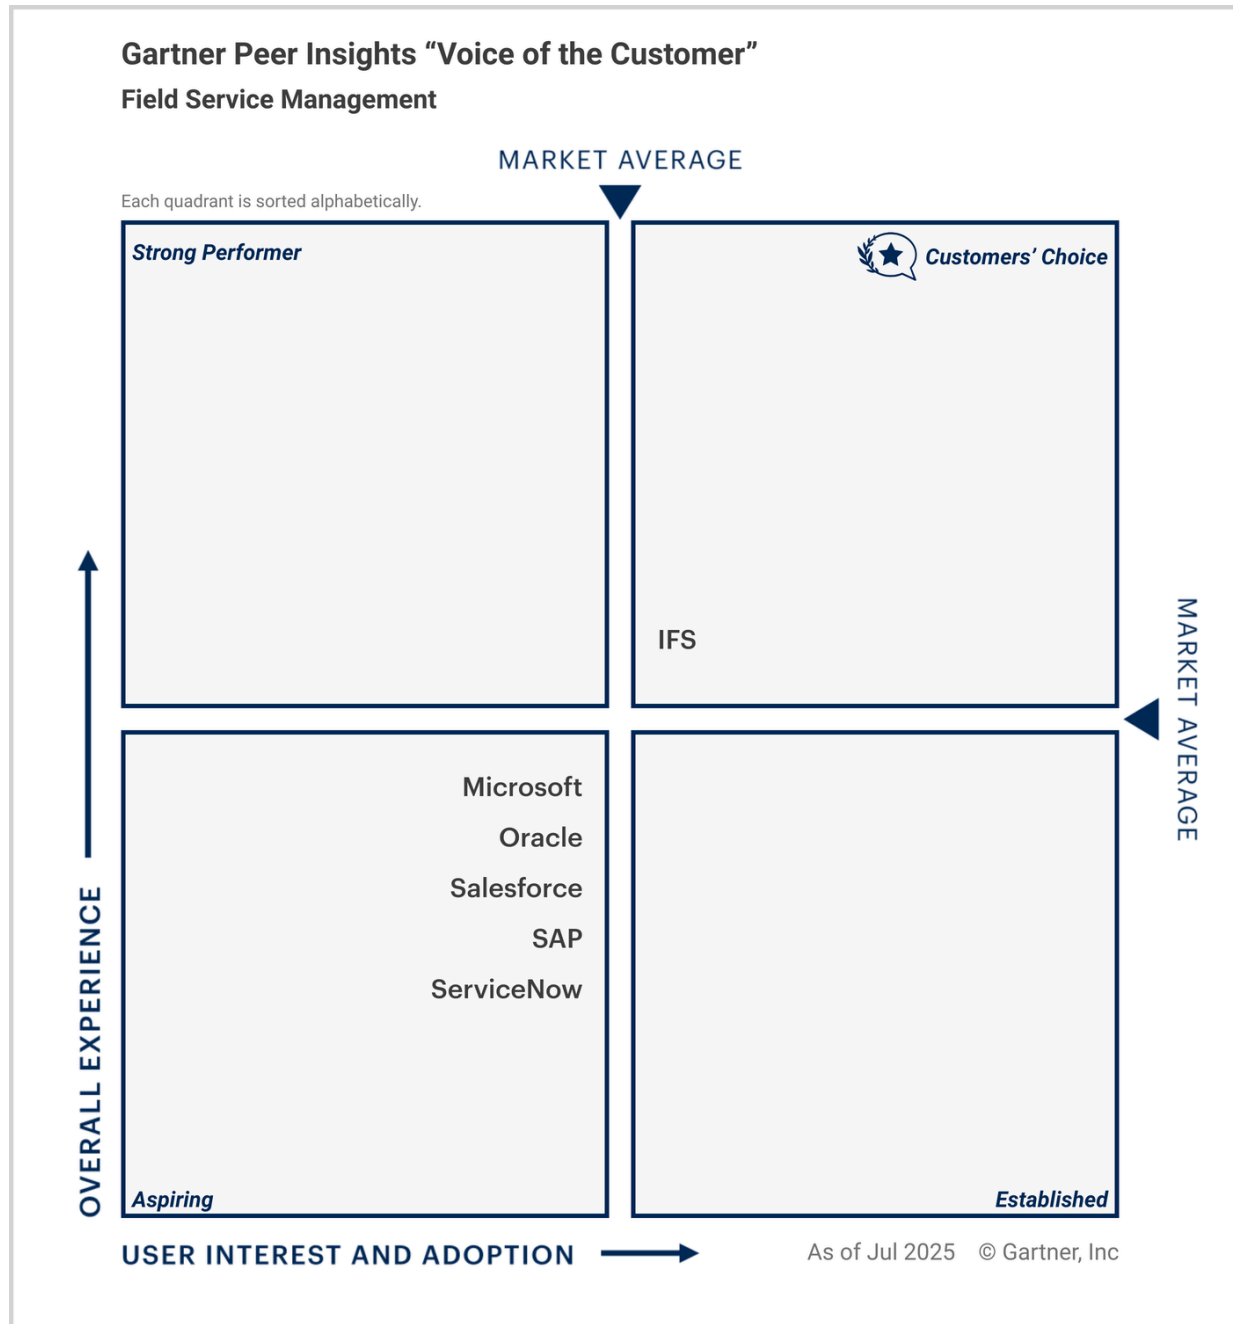 Gartner Peer Insights “Voice of the Customer”
Field Service Management
MARKET AVERAGE
Each quadrant is sorted alphabetically.
Strong Performer
Customers’ Choice
IFS
MARKET AVERAGE
Microsoft
Oracle
Salesforce
SAP
ServiceNow
OVERALL EXPERIENCE
Aspiring
Established
USER INTEREST AND ADOPTION
As of Jul 2025 © Gartner, Inc